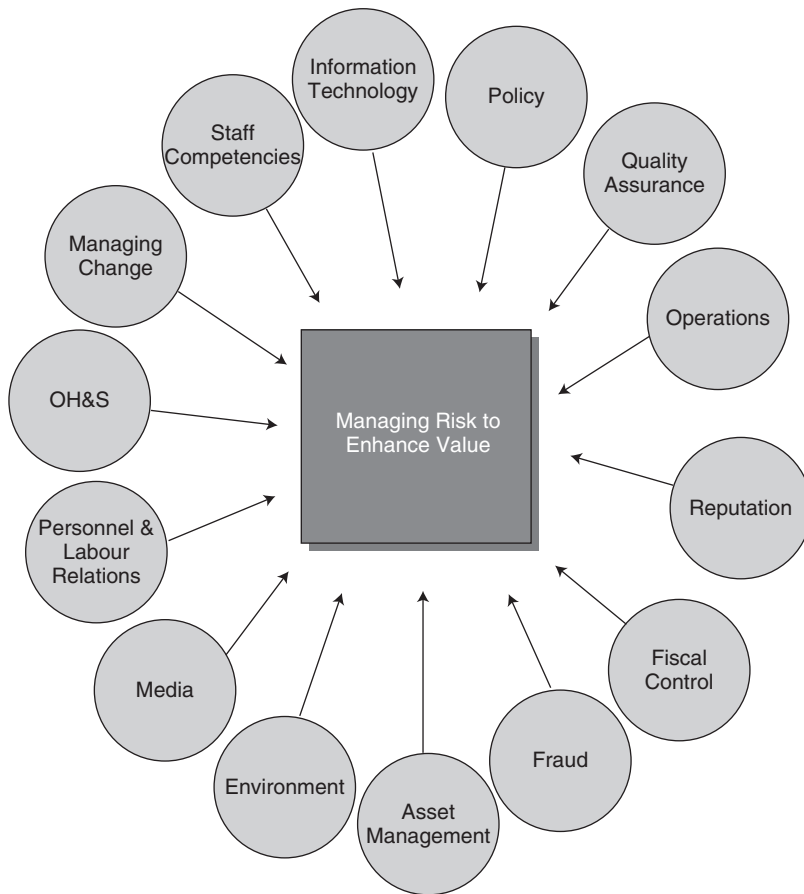 Information
Technology
Policy
Staff
Competencies
Quality
Assurance
Managing
Change
Operations
OH&S
Managing Risk to
Enhance Value
Personnel &
Labour
Relations
Reputation
Media
Fiscal
Control
Environment
Fraud
Asset
Management